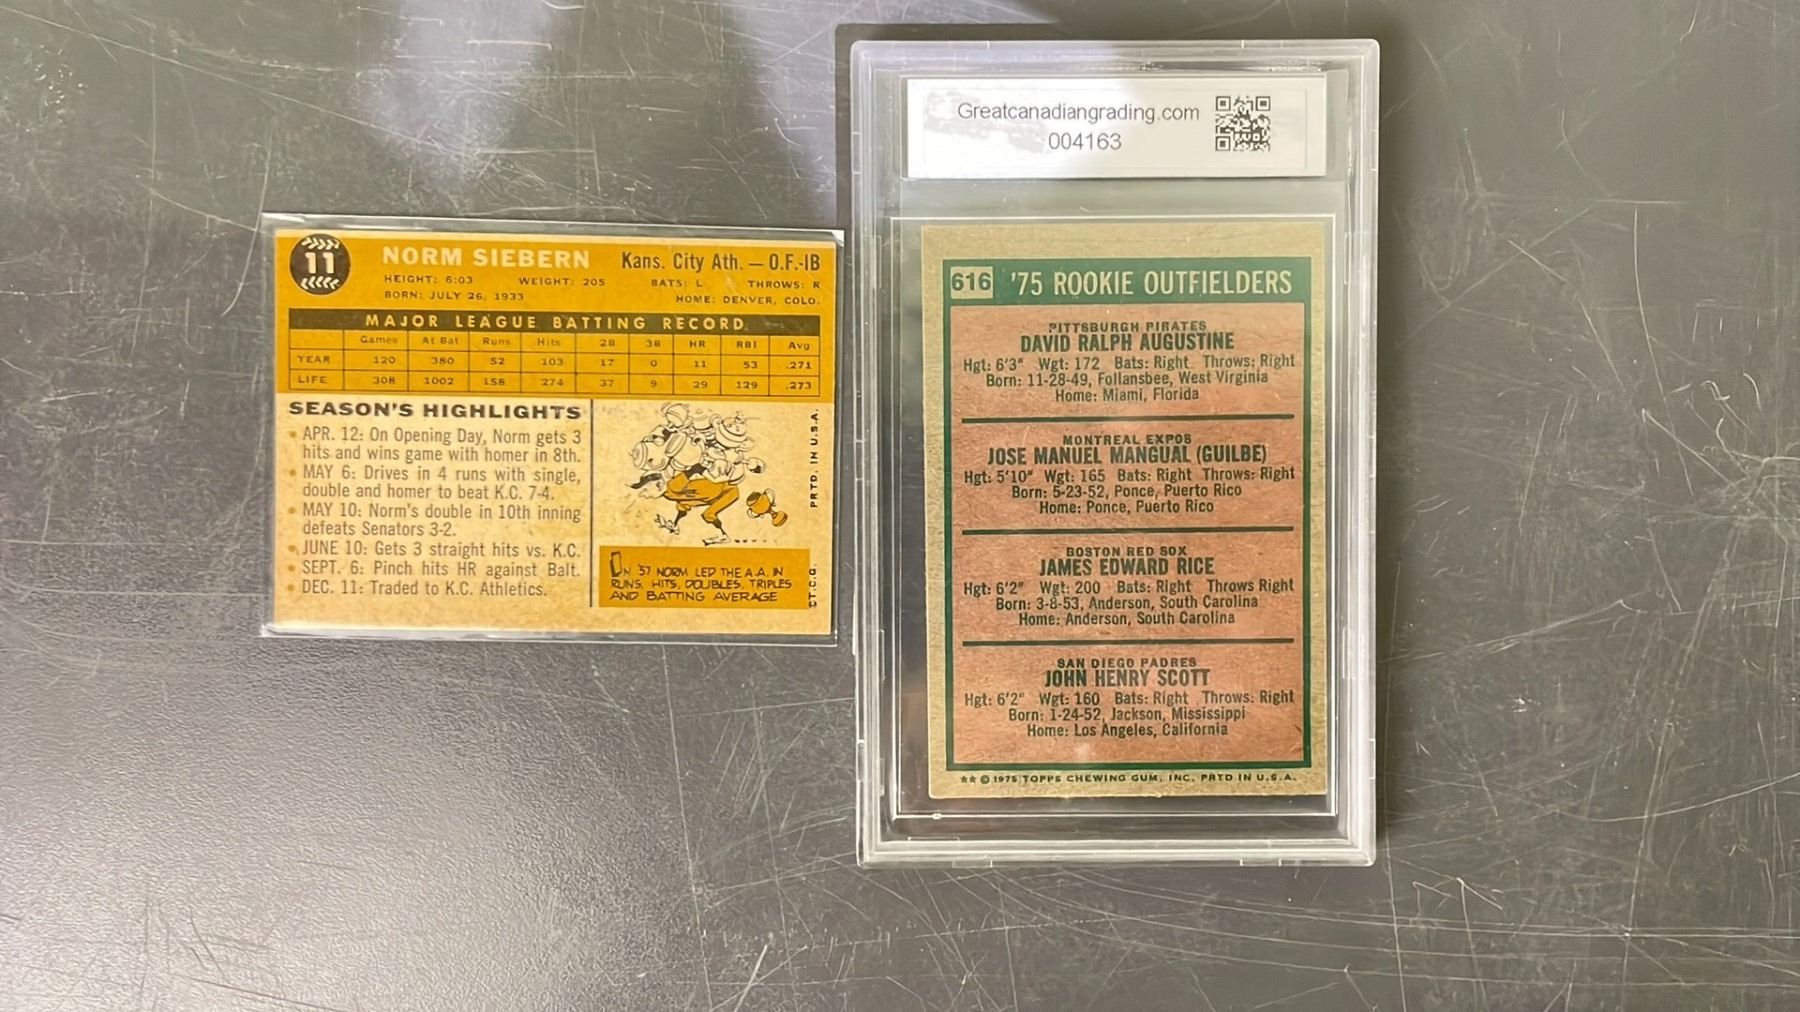 11
NORM SIEBERN
Kans. City Ath. — O.F.-1B
HEIGHT: 6:03 WEIGHT: 205 BATS: L THROWS: R
BORN: JULY 26, 1933 HOME: DENVER, COLO.
MAJOR LEAGUE BATTING RECORD
Games At Bat Runs Hits 2B 3B HR RBI Avg
YEAR 120 380 52 103 17 0 11 53 .271
LIFE 308 1002 158 274 37 9 29 129 .273
SEASON'S HIGHLIGHTS
• APR. 12: On Opening Day, Norm gets 3
hits and wins game with homer in 8th.
• MAY 6: Drives in 4 runs with single,
double and homer to beat K.C. 7-4.
• MAY 10: Norm's double in 10th inning
defeats Senators 3-2.
• JUNE 10: Gets 3 straight hits vs. K.C.
• SEPT. 6: Pinch hits HR against Balt.
• DEC. 11: Traded to K.C. Athletics.
IN '57 NORM LED THE A.A. IN
RUNS, HITS, DOUBLES, TRIPLES
AND BATTING AVERAGE
©T.C.G. PRTD. IN U.S.A.
Greatcanadiangrading.com
004163
616 '75 ROOKIE OUTFIELDERS
PITTSBURGH PIRATES
DAVID RALPH AUGUSTINE
Hgt: 6'3" Wgt: 172 Bats: Right Throws: Right
Born: 11-28-49, Follansbee, West Virginia
Home: Miami, Florida
MONTREAL EXPOS
JOSE MANUEL MANGUAL (GUILBE)
Hgt: 5'10" Wgt: 165 Bats: Right Throws: Right
Born: 5-23-52, Ponce, Puerto Rico
Home: Ponce, Puerto Rico
BOSTON RED SOX
JAMES EDWARD RICE
Hgt: 6'2" Wgt: 200 Bats: Right Throws Right
Born: 3-8-53, Anderson, South Carolina
Home: Anderson, South Carolina
SAN DIEGO PADRES
JOHN HENRY SCOTT
Hgt: 6'2" Wgt: 160 Bats: Right Throws: Right
Born: 1-24-52, Jackson, Mississippi
Home: Los Angeles, California
★★ © 1975 TOPPS CHEWING GUM, INC. PRTD IN U.S.A.